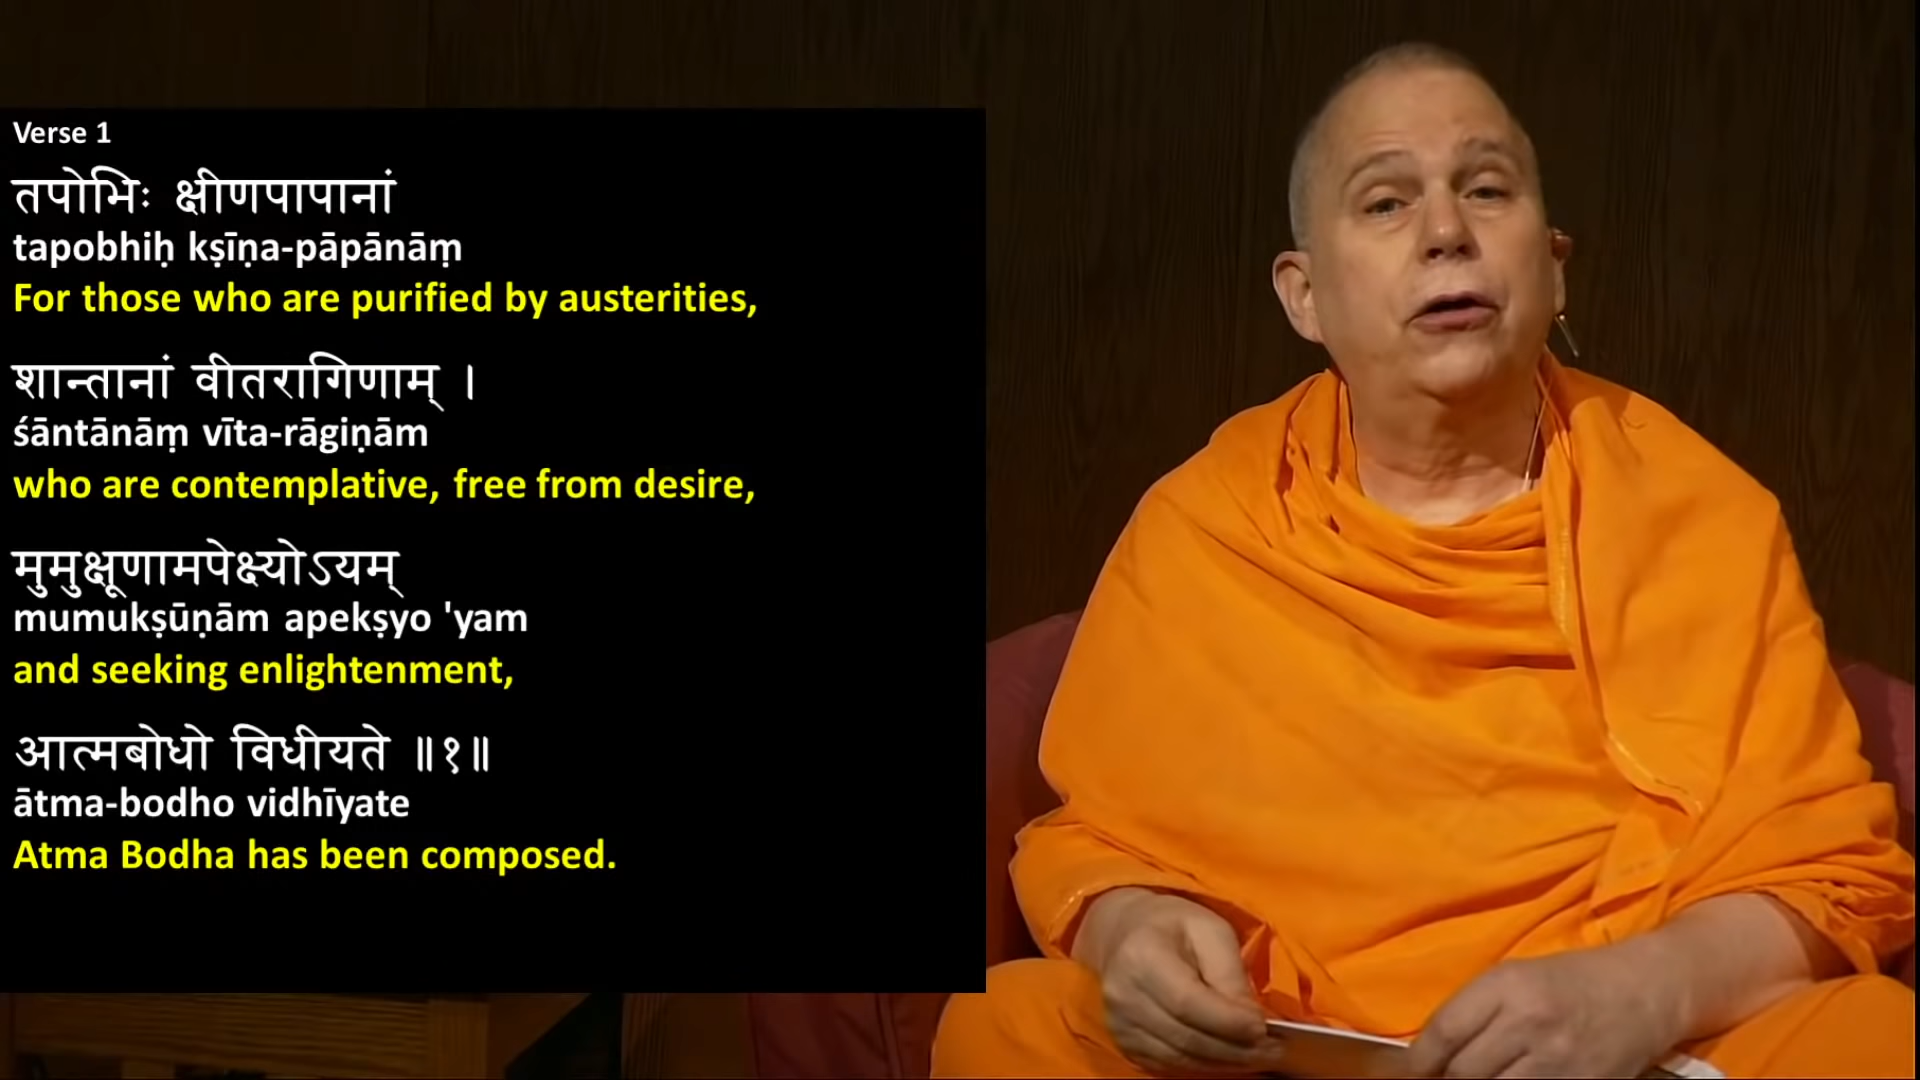 Verse 1
तपोभिः क्षीणपापानां
tapobhiḥ kṣīṇa-pāpānāṃ
For those who are purified by austerities,
शान्तानां वीतरागिणाम् ।
śāntānāṃ vīta-rāgiṇām
who are contemplative, free from desire,
मुमुक्षूणामपेक्ष्योऽयम्
mumukṣūṇām apekṣyo 'yam
and seeking enlightenment,
आत्मबोधो विधीयते ॥१॥
ātma-bodho vidhīyate
Atma Bodha has been composed.